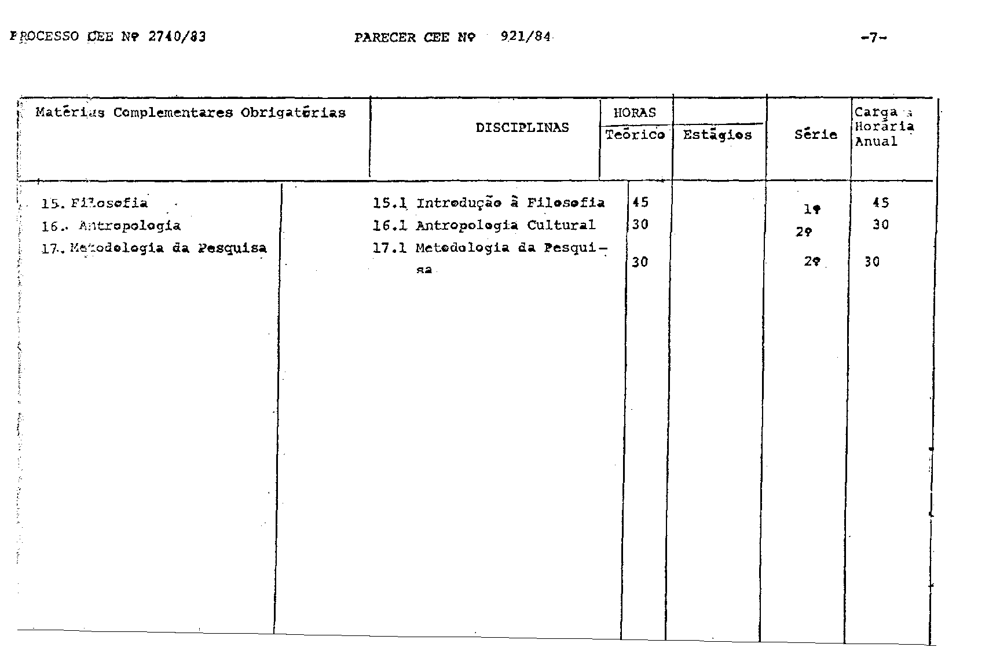 PROCESSO CEE Nº 2740/83 PARECER CEE Nº 921/84 -7-
Matérias Complementares Obrigatórias DISCIPLINAS HORAS Teórico Estágios Série Carga Horária Anual
15. Filosofia 15.1 Introdução à Filosofia 45 1º 45
16. Antropologia 16.1 Antropologia Cultural 30 2º 30
17. Metodologia da Pesquisa 17.1 Metodologia da Pesqui-
sa 30 2º 30